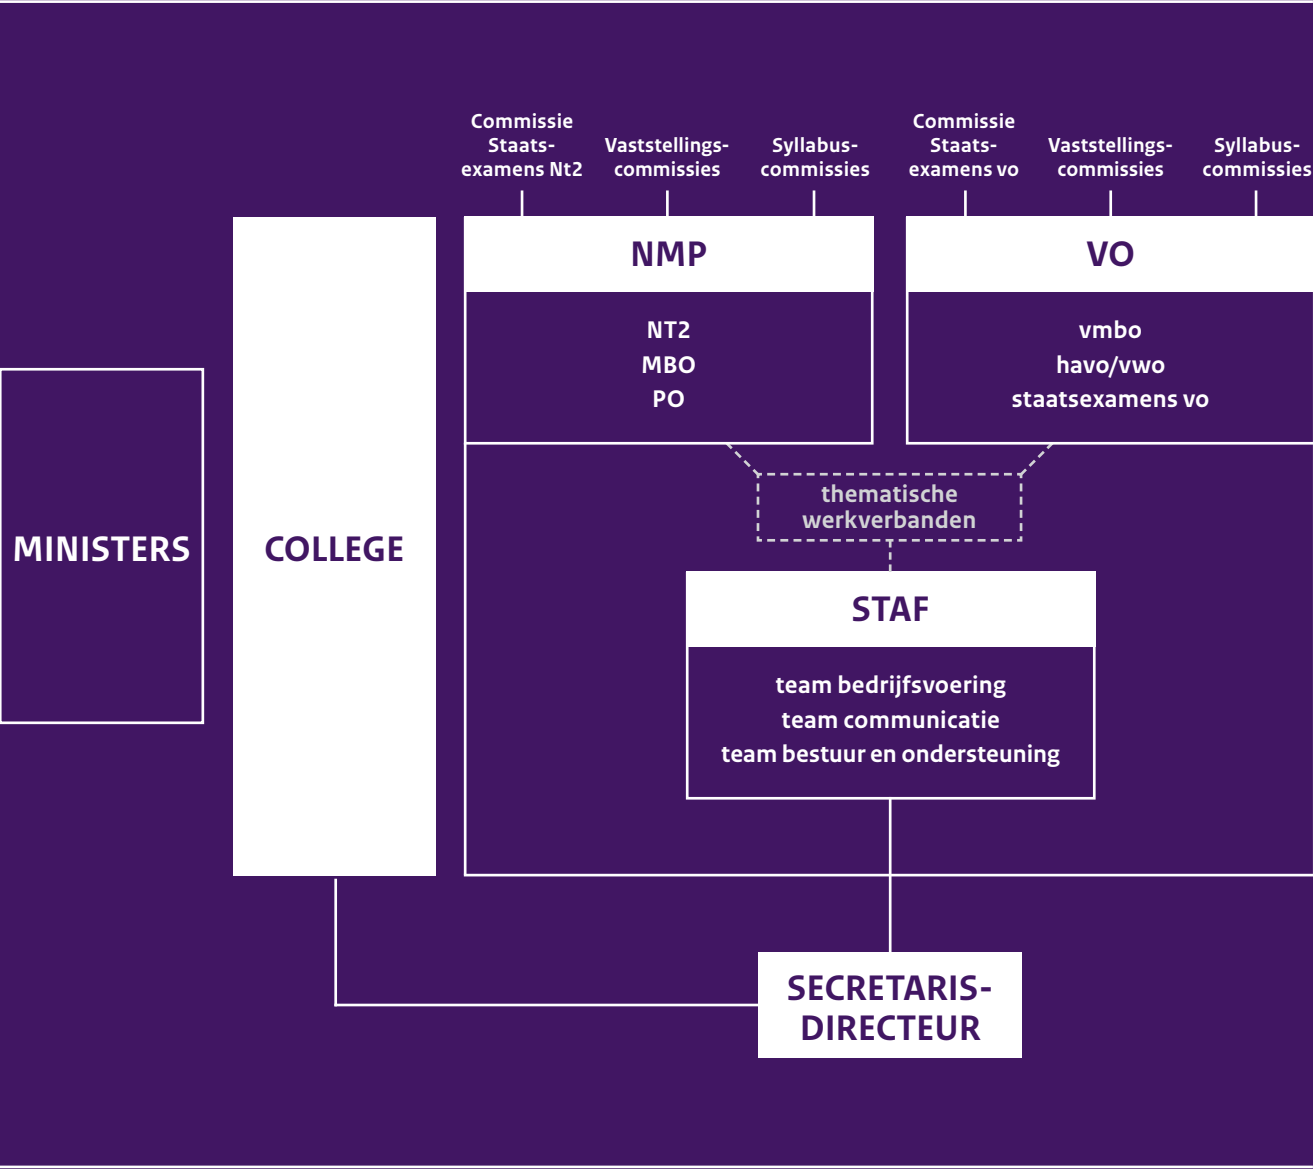 Commissie
Staats-
examens Nt2
Vaststellings-
commissies
Syllabus-
commissies
Commissie
Staats-
examens vo
Vaststellings-
commissies
Syllabus-
commissies
NMP
NT2
MBO
PO
VO
vmbo
havo/vwo
staatsexamens vo
MINISTERS
COLLEGE
thematische
werkverbanden
STAF
team bedrijfsvoering
team communicatie
team bestuur en ondersteuning
SECRETARIS-
DIRECTEUR